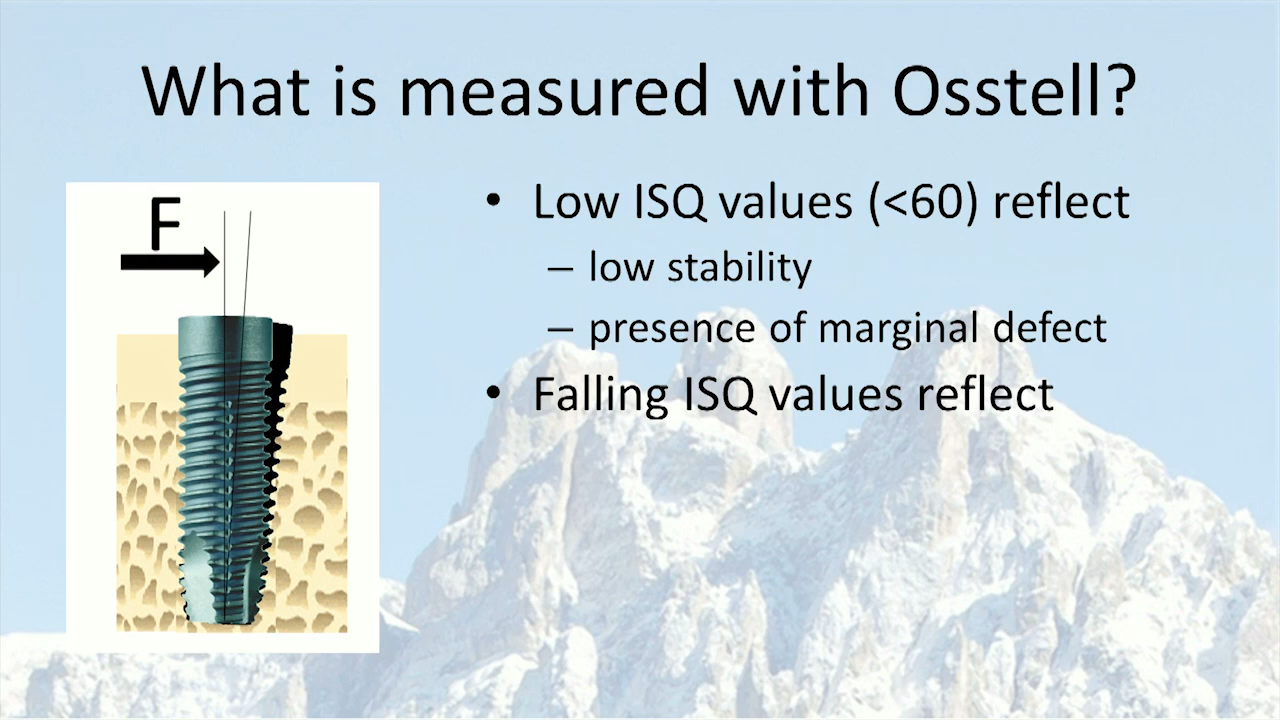 What is measured with Osstell?
F
• Low ISQ values (<60) reflect
– low stability
– presence of marginal defect
• Falling ISQ values reflect